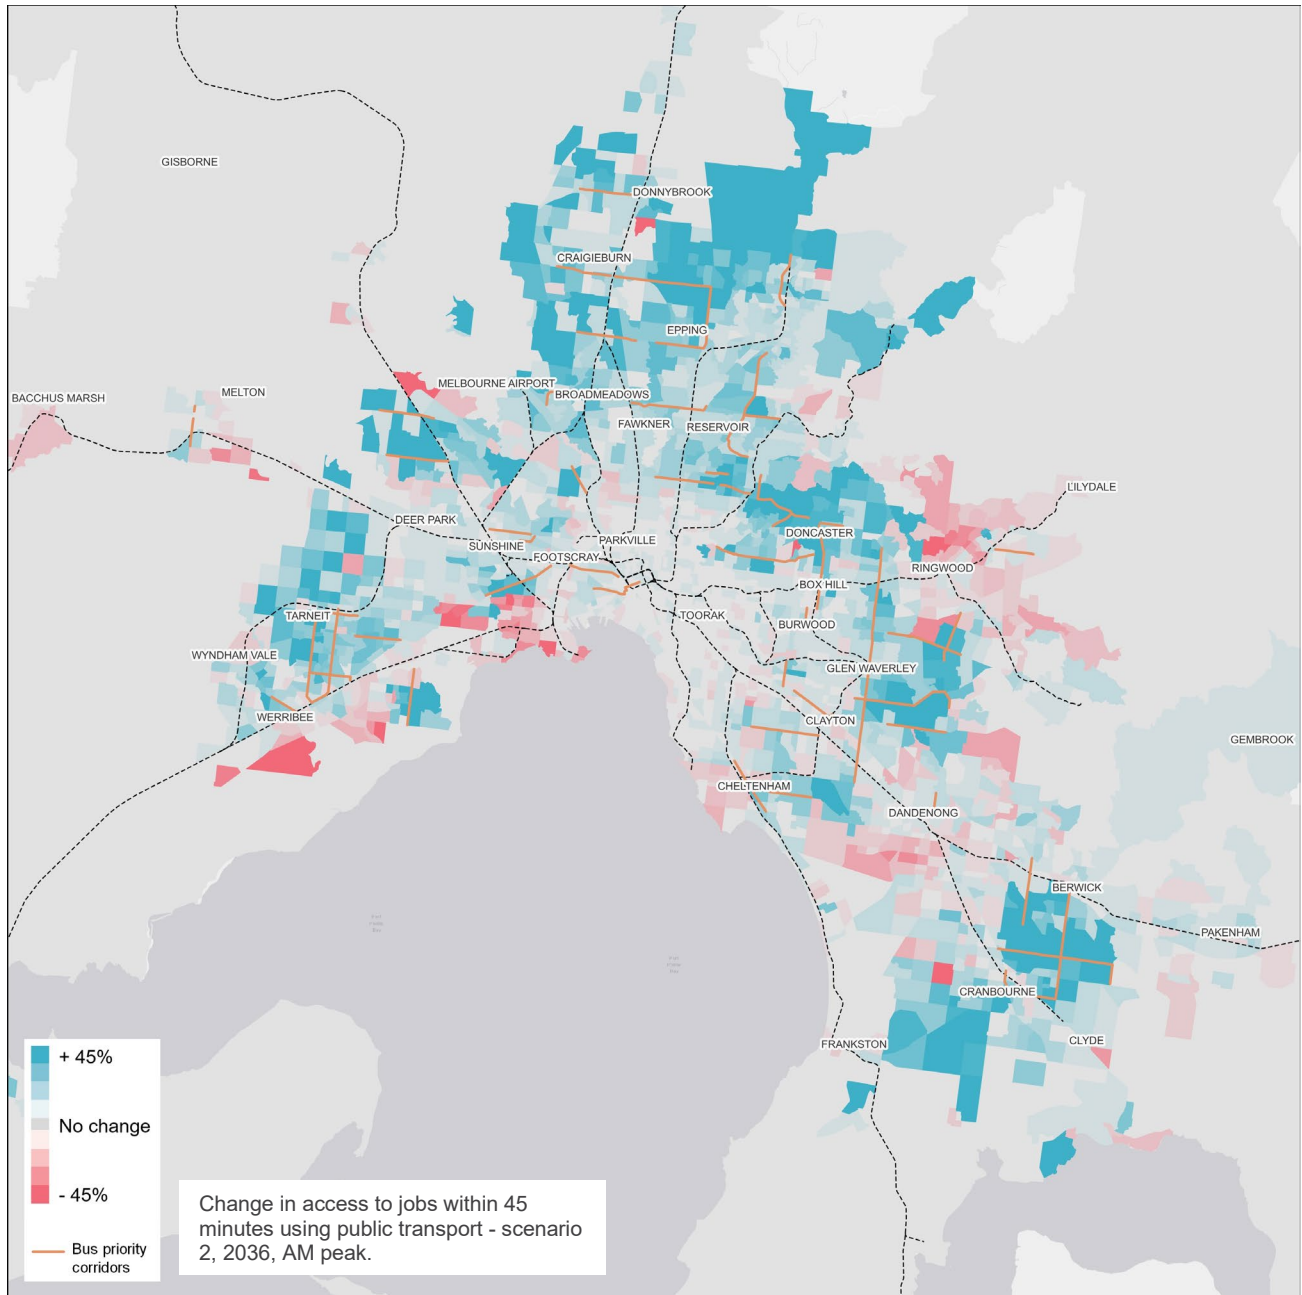 GISBORNE
DONNYBROOK
CRAIGIEBURN
EPPING
MELBOURNE AIRPORT
BROADMEADOWS
BACCHUS MARSH
MELTON
FAWKNER
RESERVOIR
LILYDALE
DEER PARK
DONCASTER
SUNSHINE
PARKVILLE
FOOTSCRAY
RINGWOOD
BOX HILL
TARNEIT
TOORAK
BURWOOD
WYNDHAM VALE
GLEN WAVERLEY
WERRIBEE
CLAYTON
GEMBROOK
CHELTENHAM
DANDENONG
BERWICK
PAKENHAM
CRANBOURNE
FRANKSTON
CLYDE
+ 45%
No change
- 45%
Bus priority
corridors
Change in access to jobs within 45
minutes using public transport - scenario
2, 2036, AM peak.